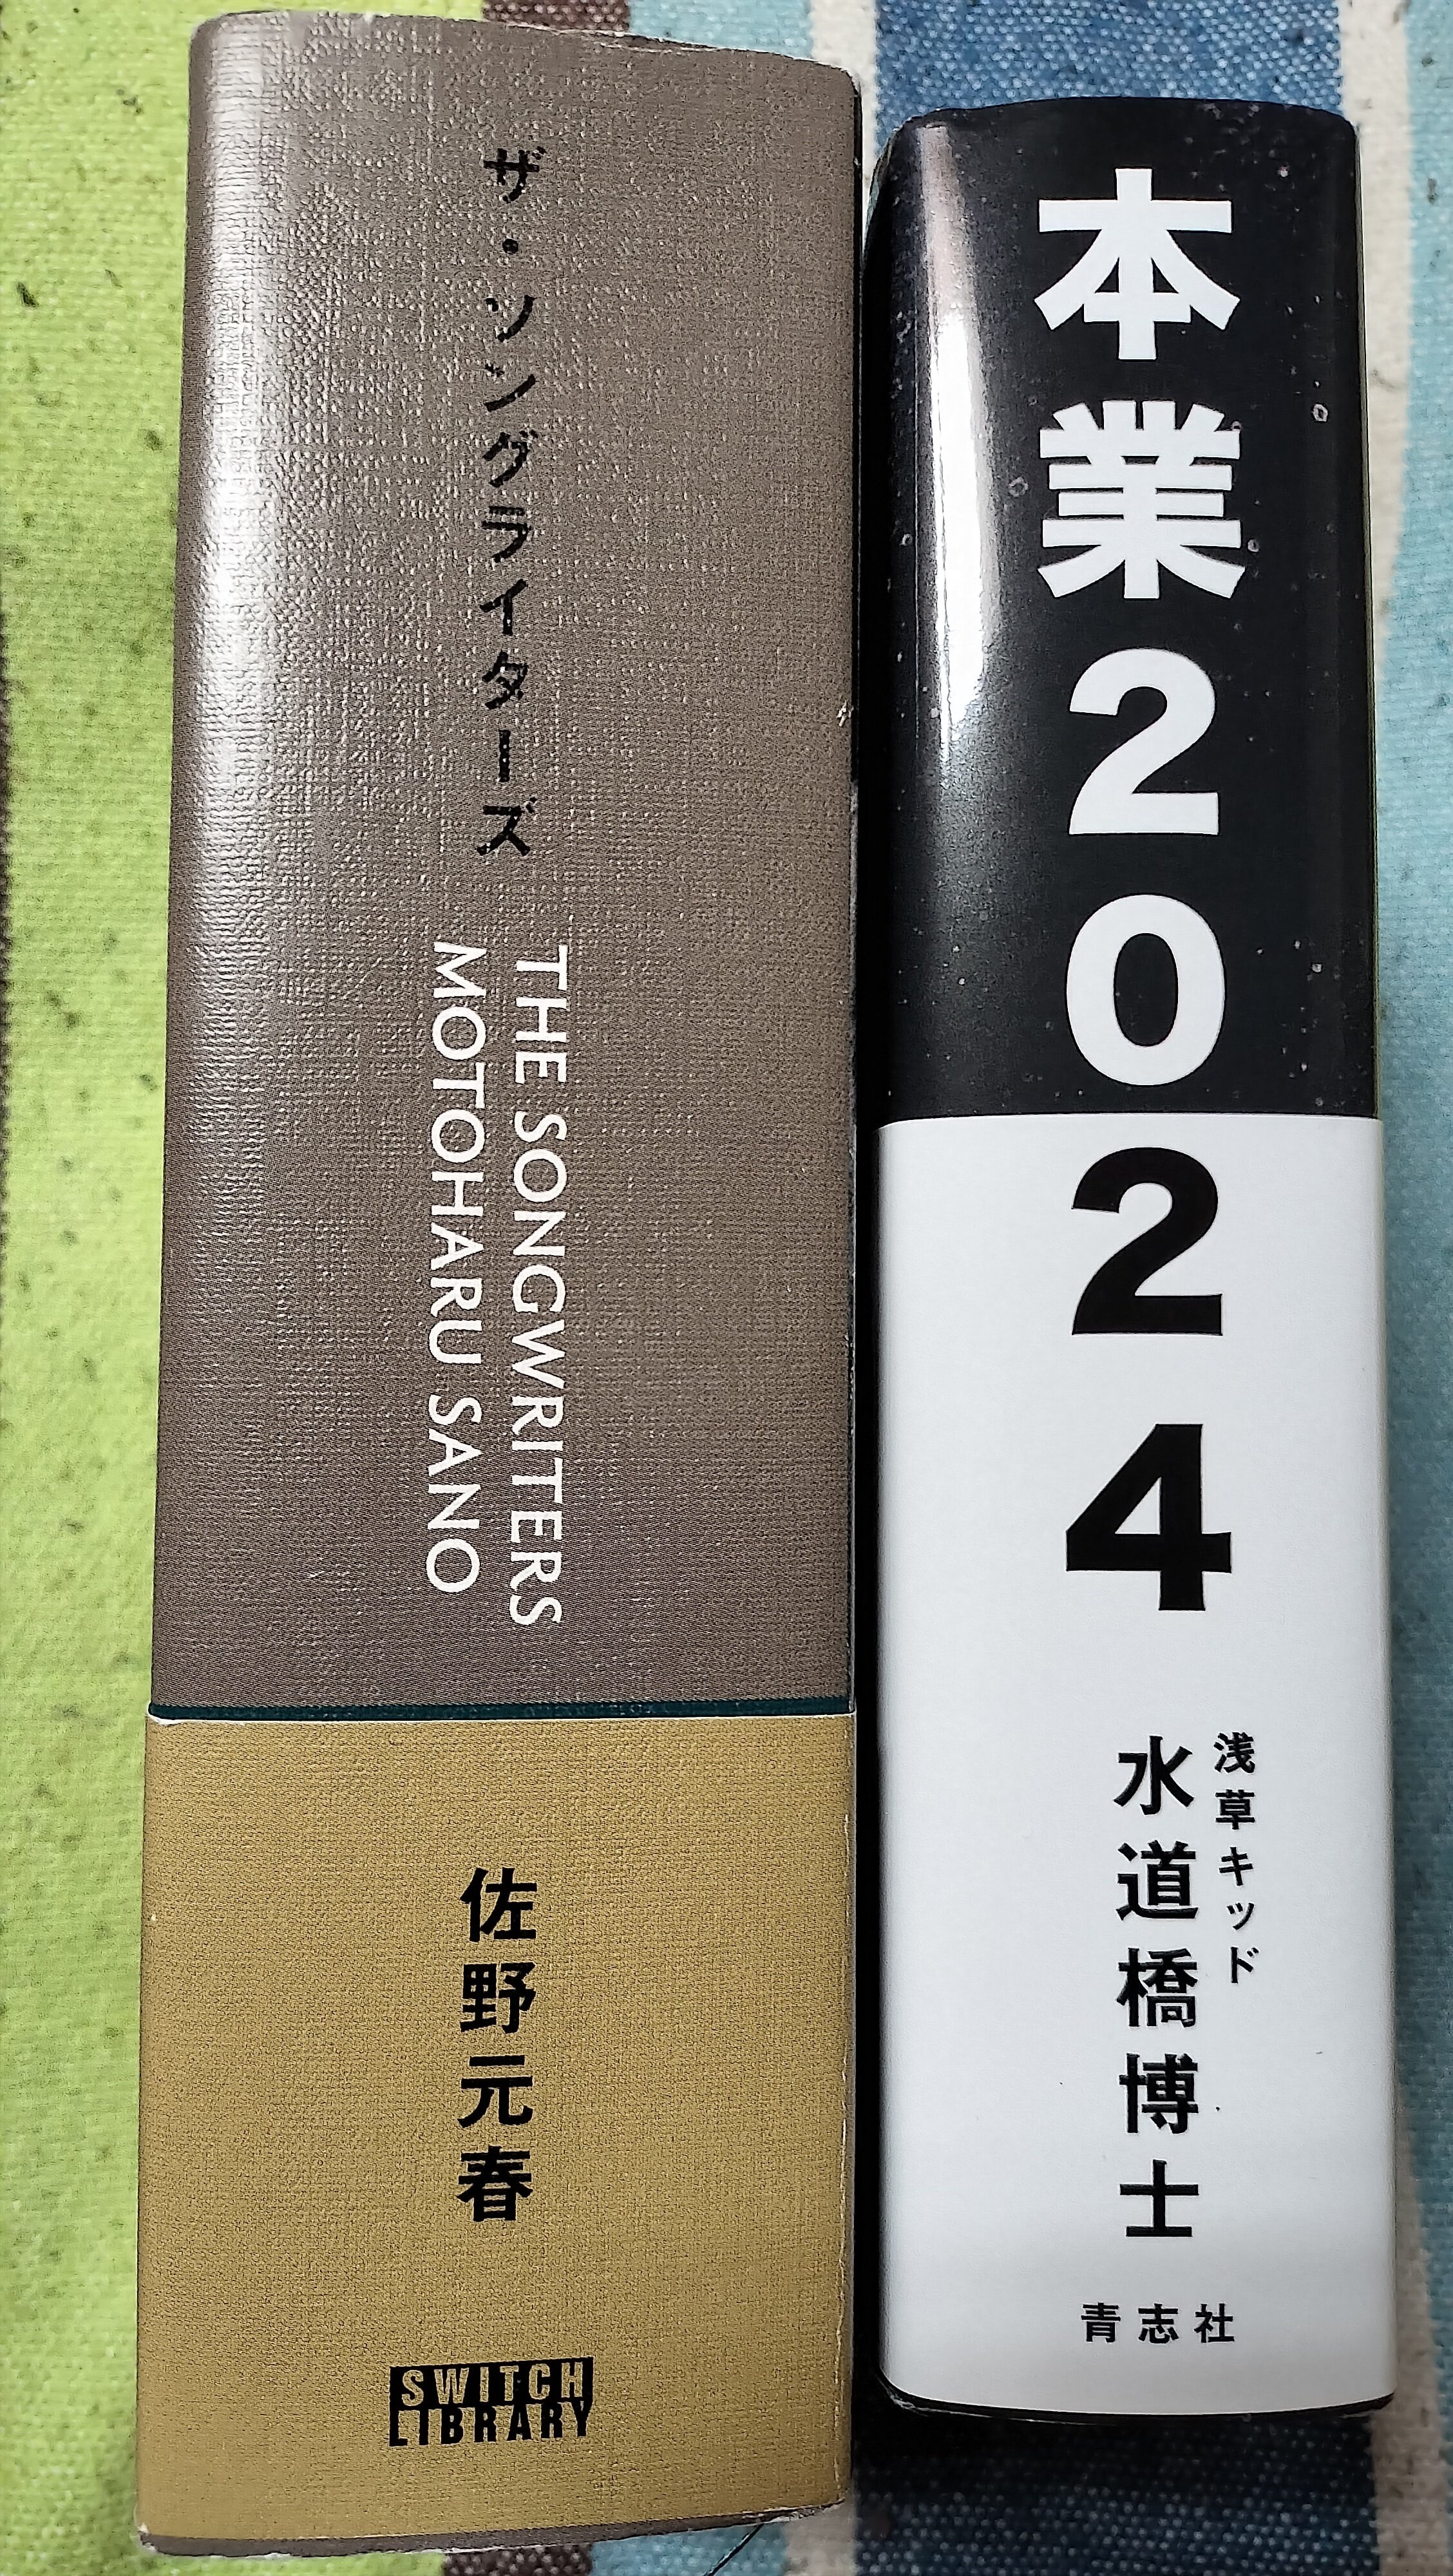 ザ・ソングライターズ
THE SONGWRITERS
MOTOHARU SANO
佐野元春
SWITCH
LIBRARY
本業2024
浅草キッド
水道橋博士
青志社